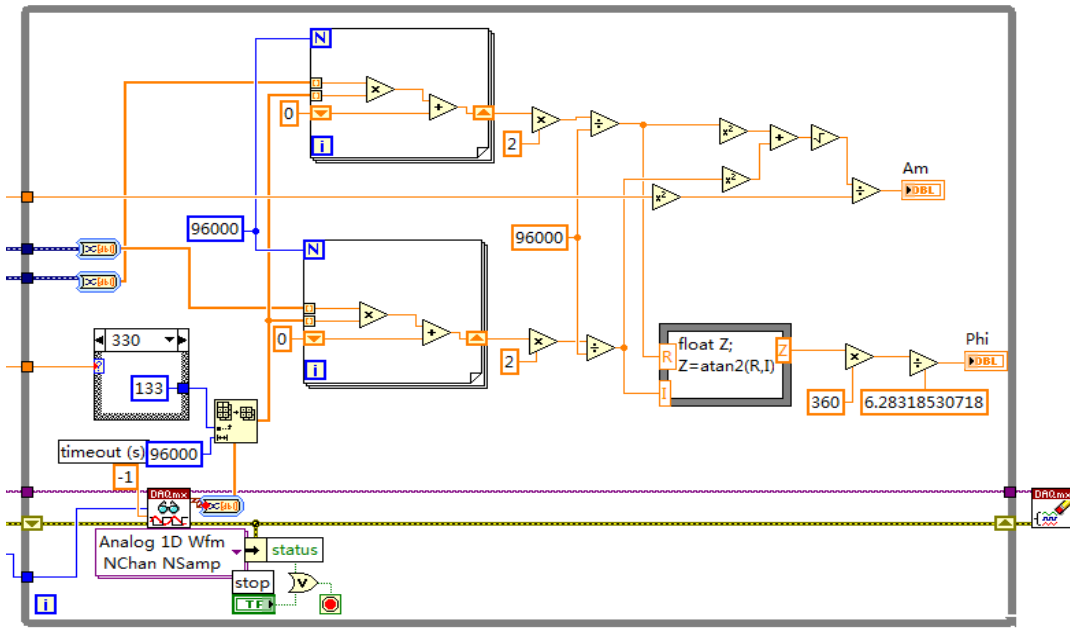 N
0
i
2
Am
DBL
96000
N
96000
0
i
2
330
133
float Z;
Z=atan2(R,I)
R
I
Z
Phi
DBL
360
6.28318530718
timeout (s)
96000
-1
DAQmx
DAQmx
Analog 1D Wfm
NChan NSamp
status
stop
TF
i